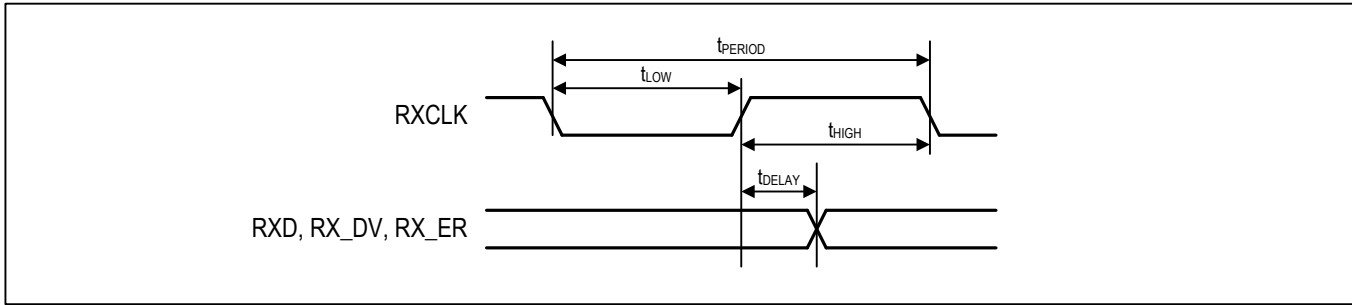 tPERIOD
tLOW
RXCLK
tHIGH
tDELAY
RXD, RX_DV, RX_ER